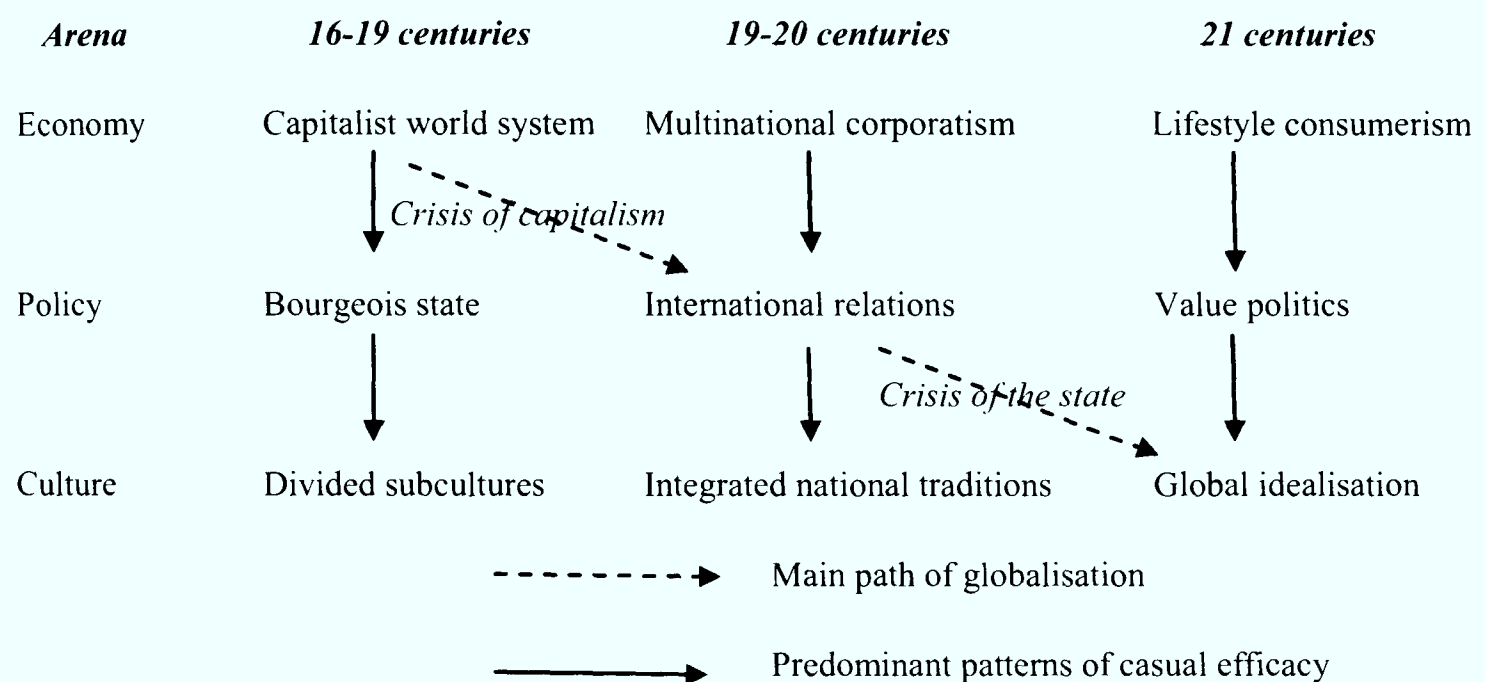 Arena 16-19 centuries 19-20 centuries 21 centuries
Economy Capitalist world system Multinational corporatism Lifestyle consumerism
Crisis of capitalism
Policy Bourgeois state International relations Value politics
Crisis of the state
Culture Divided subcultures Integrated national traditions Global idealisation
Main path of globalisation
Predominant patterns of casual efficacy